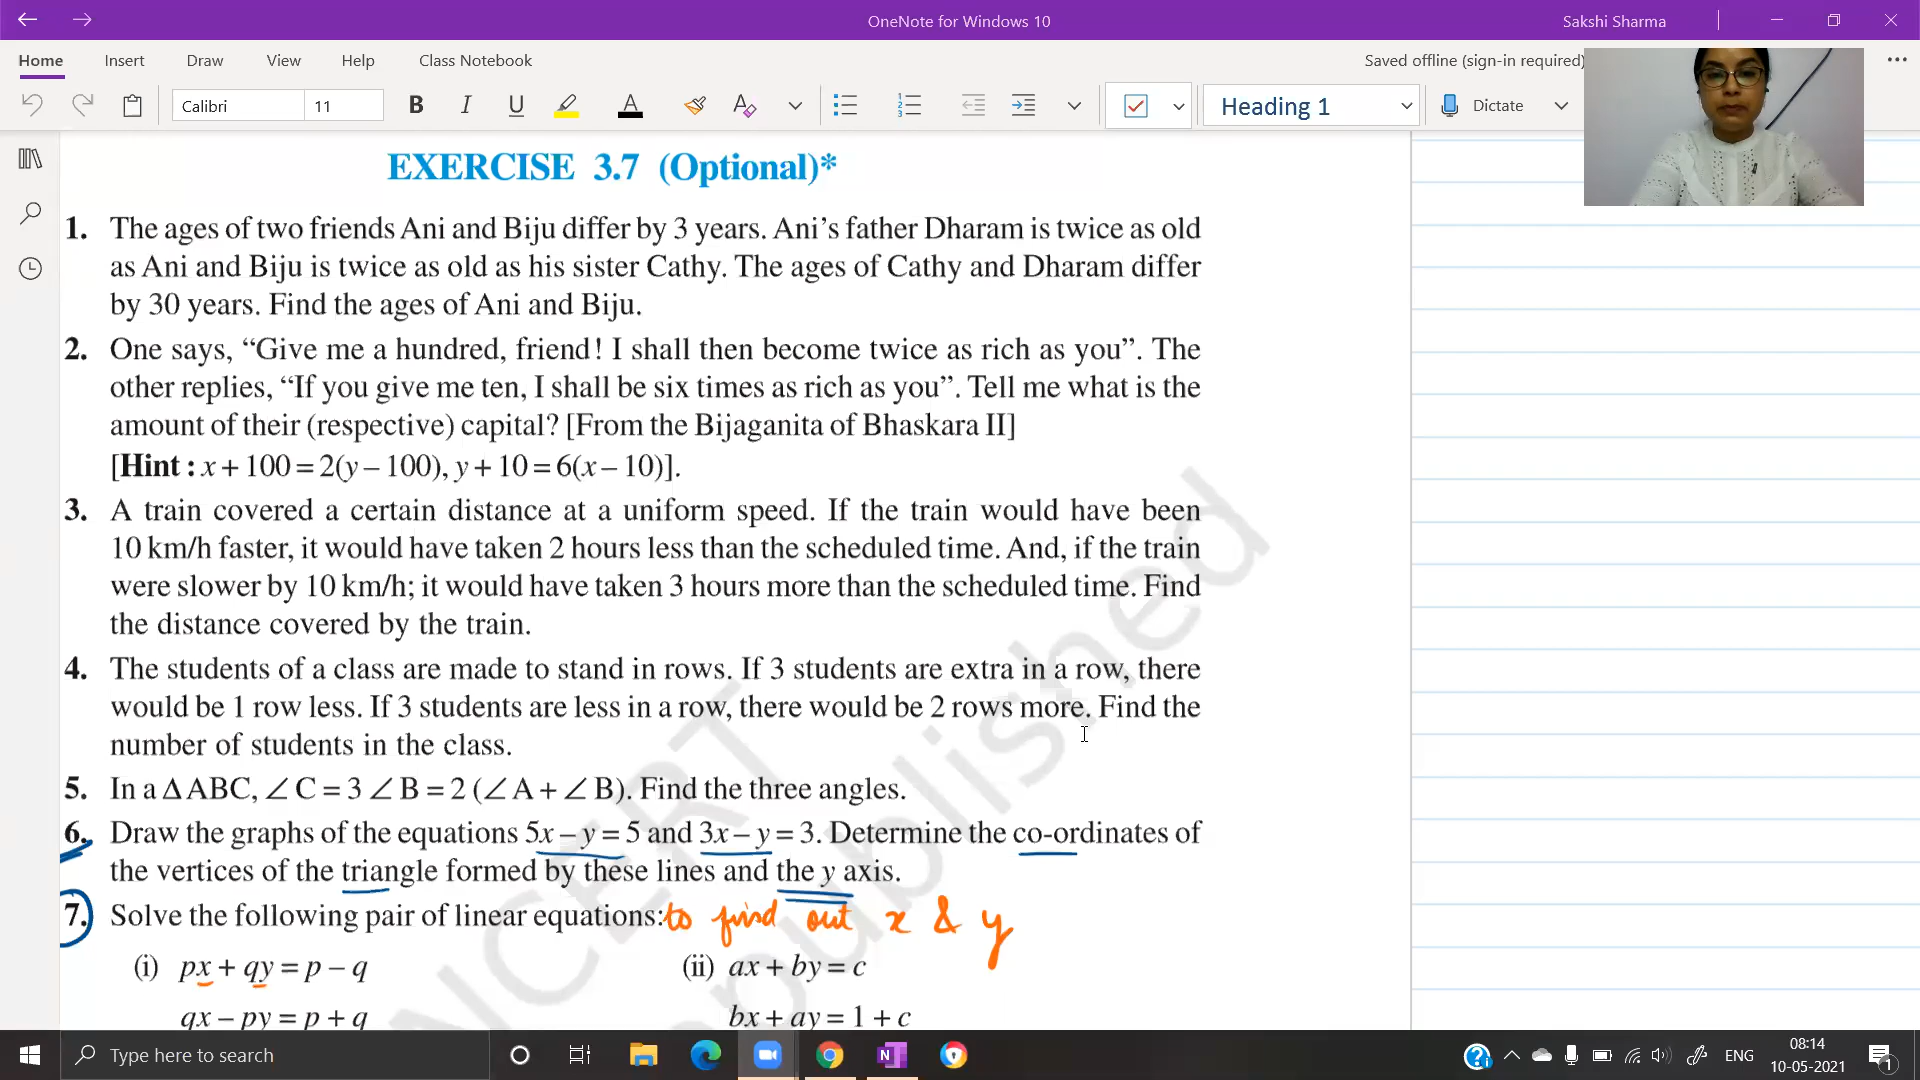 OneNote for Windows 10
Sakshi Sharma
Home Insert Draw View Help Class Notebook
Saved offline (sign-in required)
Calibri 11 B I U A A Heading 1 Dictate
EXERCISE 3.7 (Optional)*
1. The ages of two friends Ani and Biju differ by 3 years. Ani's father Dharam is twice as old
as Ani and Biju is twice as old as his sister Cathy. The ages of Cathy and Dharam differ
by 30 years. Find the ages of Ani and Biju.
2. One says, “Give me a hundred, friend! I shall then become twice as rich as you”. The
other replies, “If you give me ten, I shall be six times as rich as you”. Tell me what is the
amount of their (respective) capital? [From the Bijaganita of Bhaskara II]
[Hint : x + 100 = 2(y – 100), y + 10 = 6(x – 10)].
3. A train covered a certain distance at a uniform speed. If the train would have been
10 km/h faster, it would have taken 2 hours less than the scheduled time. And, if the train
were slower by 10 km/h; it would have taken 3 hours more than the scheduled time. Find
the distance covered by the train.
4. The students of a class are made to stand in rows. If 3 students are extra in a row, there
would be 1 row less. If 3 students are less in a row, there would be 2 rows more. Find the
number of students in the class.
5. In a Δ ABC, ∠ C = 3 ∠ B = 2 (∠ A + ∠ B). Find the three angles.
6. Draw the graphs of the equations 5x – y = 5 and 3x – y = 3. Determine the co-ordinates of
the vertices of the triangle formed by these lines and the y axis.
7. Solve the following pair of linear equations: to find out x & y
(i) px + qy = p – q (ii) ax + by = c
qx – py = p + q bx + ay = 1 + c
NCERT
published
Type here to search
N
ENG
08:14
10-05-2021
1